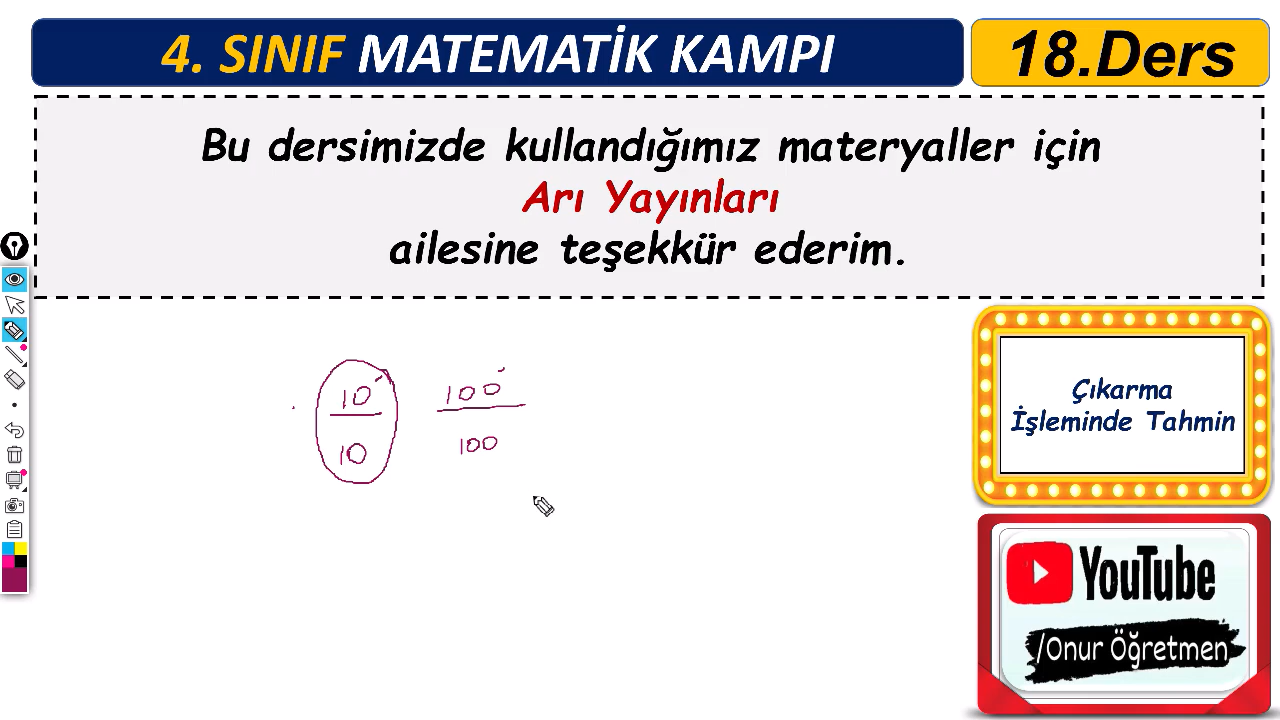 4. SINIF MATEMATİK KAMPI
18.Ders
Bu dersimizde kullandığımız materyaller için
Arı Yayınları
ailesine teşekkür ederim.
10
10
100
100
Çıkarma
İşleminde Tahmin
YouTube
/Onur Öğretmen